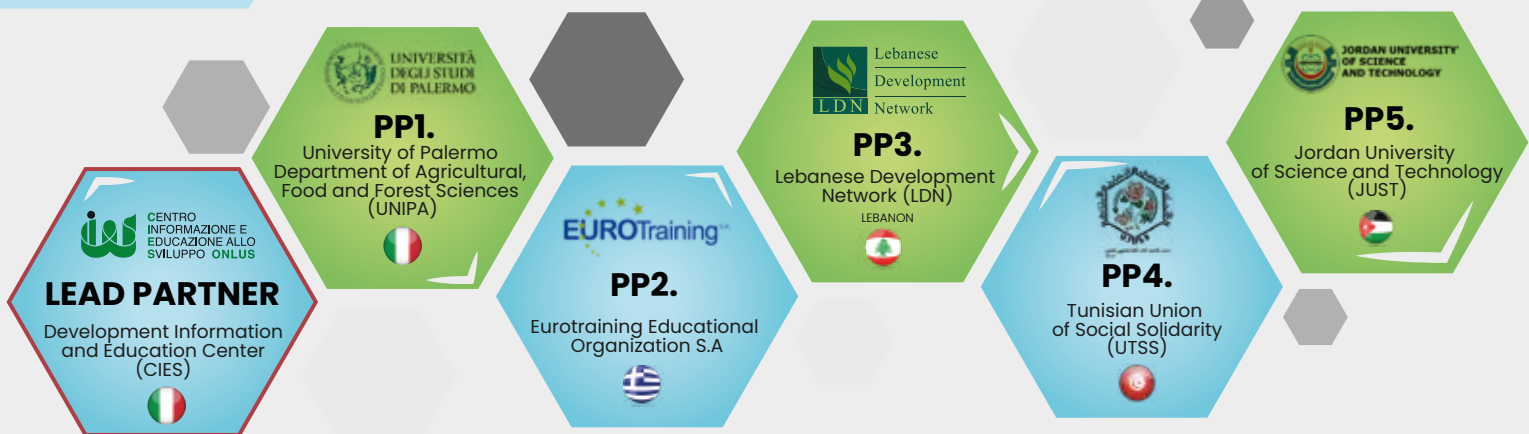 CENTRO
INFORMAZIONE E
EDUCAZIONE ALLO
SVILUPPO ONLUS
LEAD PARTNER
Development Information
and Education Center
(CIES)
UNIVERSITÀ
DEGLI STUDI
DI PALERMO
PP1.
University of Palermo
Department of Agricultural,
Food and Forest Sciences
(UNIPA)
EUROTraining
PP2.
Eurotraining Educational
Organization S.A
LDN
Lebanese
Development
Network
PP3.
Lebanese Development
Network (LDN)
LEBANON
PP4.
Tunisian Union
of Social Solidarity
(UTSS)
JORDAN UNIVERSITY
OF SCIENCE
AND TECHNOLOGY
PP5.
Jordan University
of Science and Technology
(JUST)